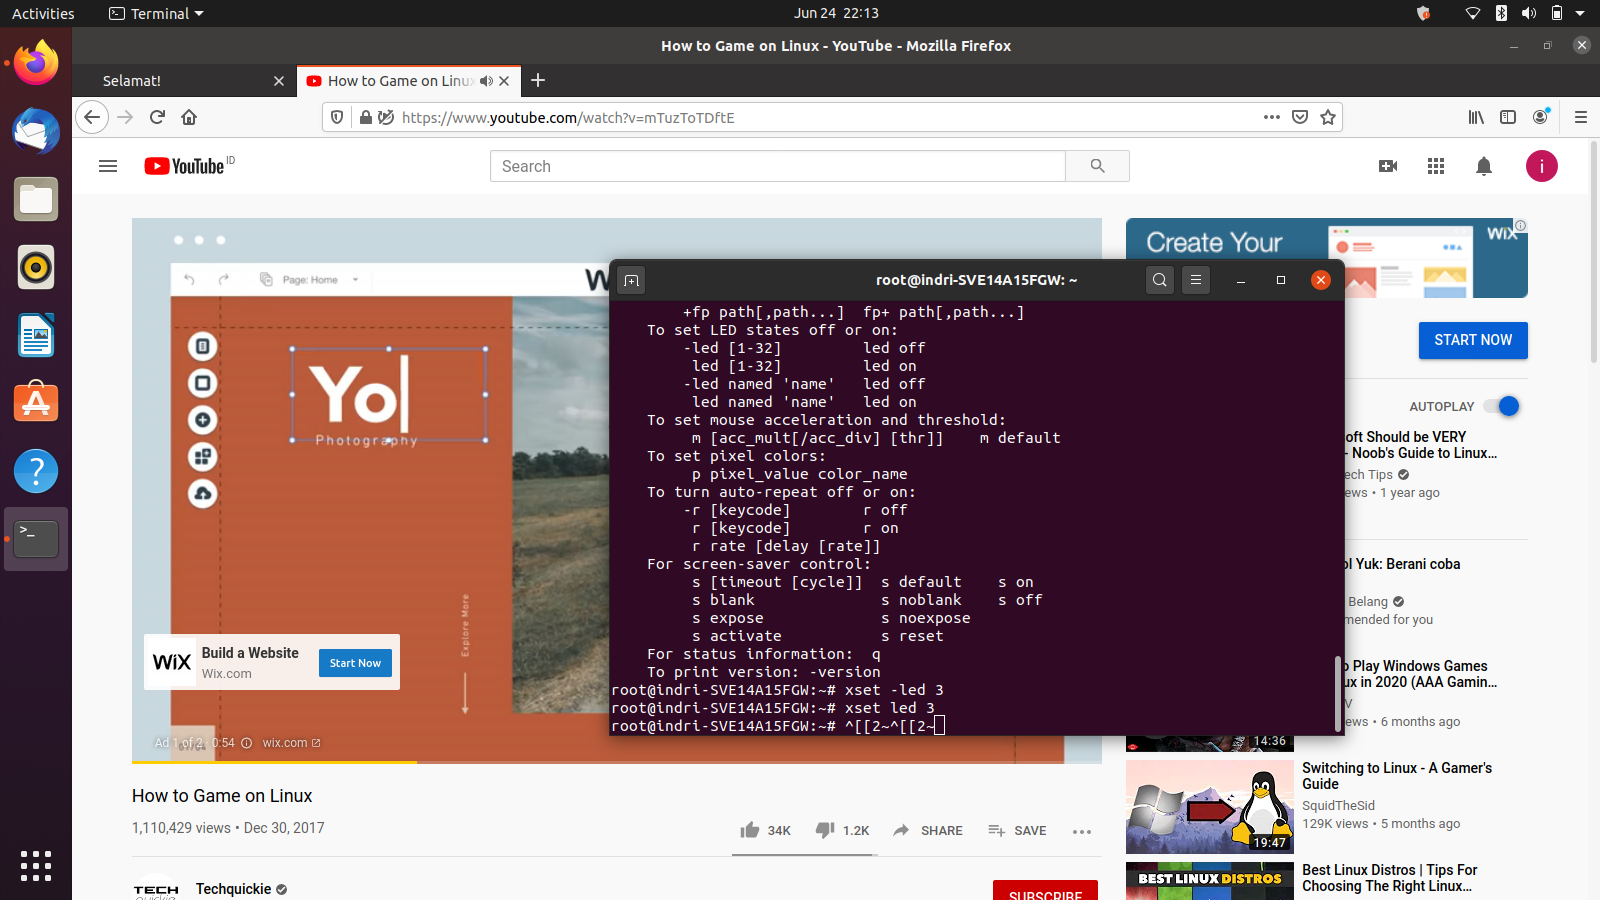 Activities
Terminal
Jun 24 22:13
How to Game on Linux - YouTube - Mozilla Firefox
Selamat!
How to Game on Linux
https://www.youtube.com/watch?v=mTuzToTDftE
YouTube ID
Search
i
Page: Home
Yol
Photography
Explore More
WiX
Build a Website
Wix.com
Start Now
Ad 1 of 2 · 0:54
wix.com
Create Your
WiX
START NOW
root@indri-SVE14A15FGW: ~
+fp path[,path...]  fp+ path[,path...]
To set LED states off or on:
-led [1-32]         led off
led [1-32]         led on
-led named 'name'   led off
led named 'name'   led on
To set mouse acceleration and threshold:
m [acc_mult[/acc_div] [thr]]    m default
To set pixel colors:
p pixel_value color_name
To turn auto-repeat off or on:
-r [keycode]        r off
r [keycode]        r on
r rate [delay [rate]]
For screen-saver control:
s [timeout [cycle]]  s default    s on
s blank              s noblank    s off
s expose             s noexpose
s activate           s reset
For status information:  q
To print version: -version
root@indri-SVE14A15FGW:~# xset -led 3
root@indri-SVE14A15FGW:~# xset led 3
root@indri-SVE14A15FGW:~# ^[[2~^[[2~
AUTOPLAY
oft Should be VERY
- Noob's Guide to Linux...
ech Tips
ews • 1 year ago
ol Yuk: Berani coba
Belang
mended for you
o Play Windows Games
ux in 2020 (AAA Gamin...
V
ews • 6 months ago
14:36
Switching to Linux - A Gamer's
Guide
SquidTheSid
129K views • 5 months ago
19:47
BEST LINUX DISTROS
Best Linux Distros | Tips For
Choosing The Right Linux...
How to Game on Linux
1,110,429 views • Dec 30, 2017
34K
1.2K
SHARE
SAVE
TECH
Techquickie
SUBSCRIBE